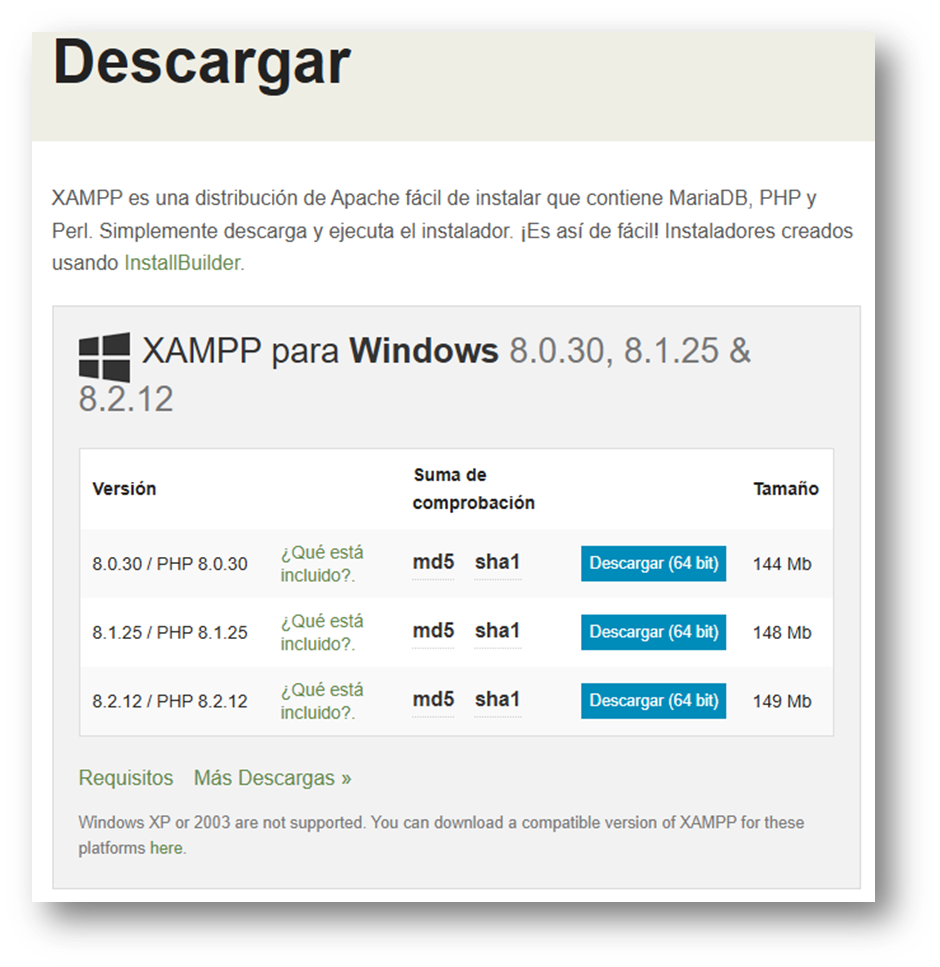 Descargar
XAMPP es una distribución de Apache fácil de instalar que contiene MariaDB, PHP y
Perl. Simplemente descarga y ejecuta el instalador. ¡Es así de fácil! Instaladores creados
usando InstallBuilder.
XAMPP para Windows 8.0.30, 8.1.25 &
8.2.12
Versión Suma de comprobación Tamaño
8.0.30 / PHP 8.0.30 ¿Qué está incluido?. md5 sha1 Descargar (64 bit) 144 Mb
8.1.25 / PHP 8.1.25 ¿Qué está incluido?. md5 sha1 Descargar (64 bit) 148 Mb
8.2.12 / PHP 8.2.12 ¿Qué está incluido?. md5 sha1 Descargar (64 bit) 149 Mb
Requisitos Más Descargas »
Windows XP or 2003 are not supported. You can download a compatible version of XAMPP for these
platforms here.